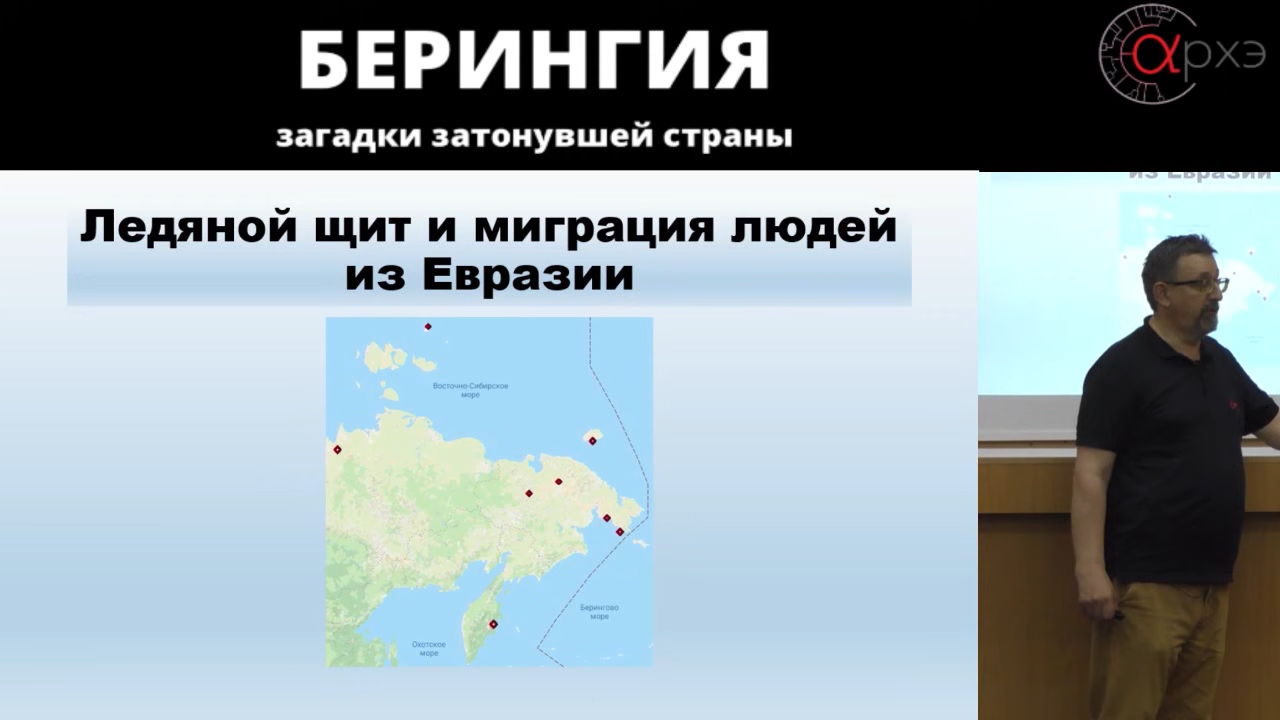 БЕРИНГИЯ
загадки затонувшей страны
αрхэ
Ледяной щит и миграция людей
из Евразии
Восточно-Сибирское
море
Берингово
море
Охотское
море
из Евразии